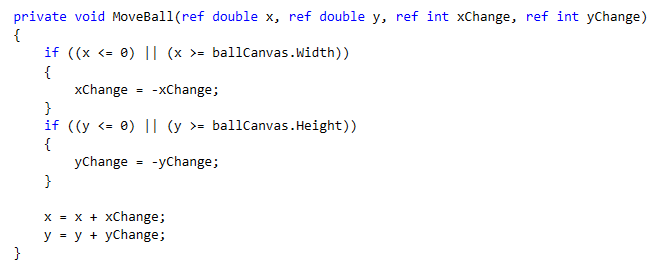 private void MoveBall(ref double x, ref double y, ref int xChange, ref int yChange)
{
    if ((x <= 0) || (x >= ballCanvas.Width))
    {
        xChange = -xChange;
    }
    if ((y <= 0) || (y >= ballCanvas.Height))
    {
        yChange = -yChange;
    }

    x = x + xChange;
    y = y + yChange;
}